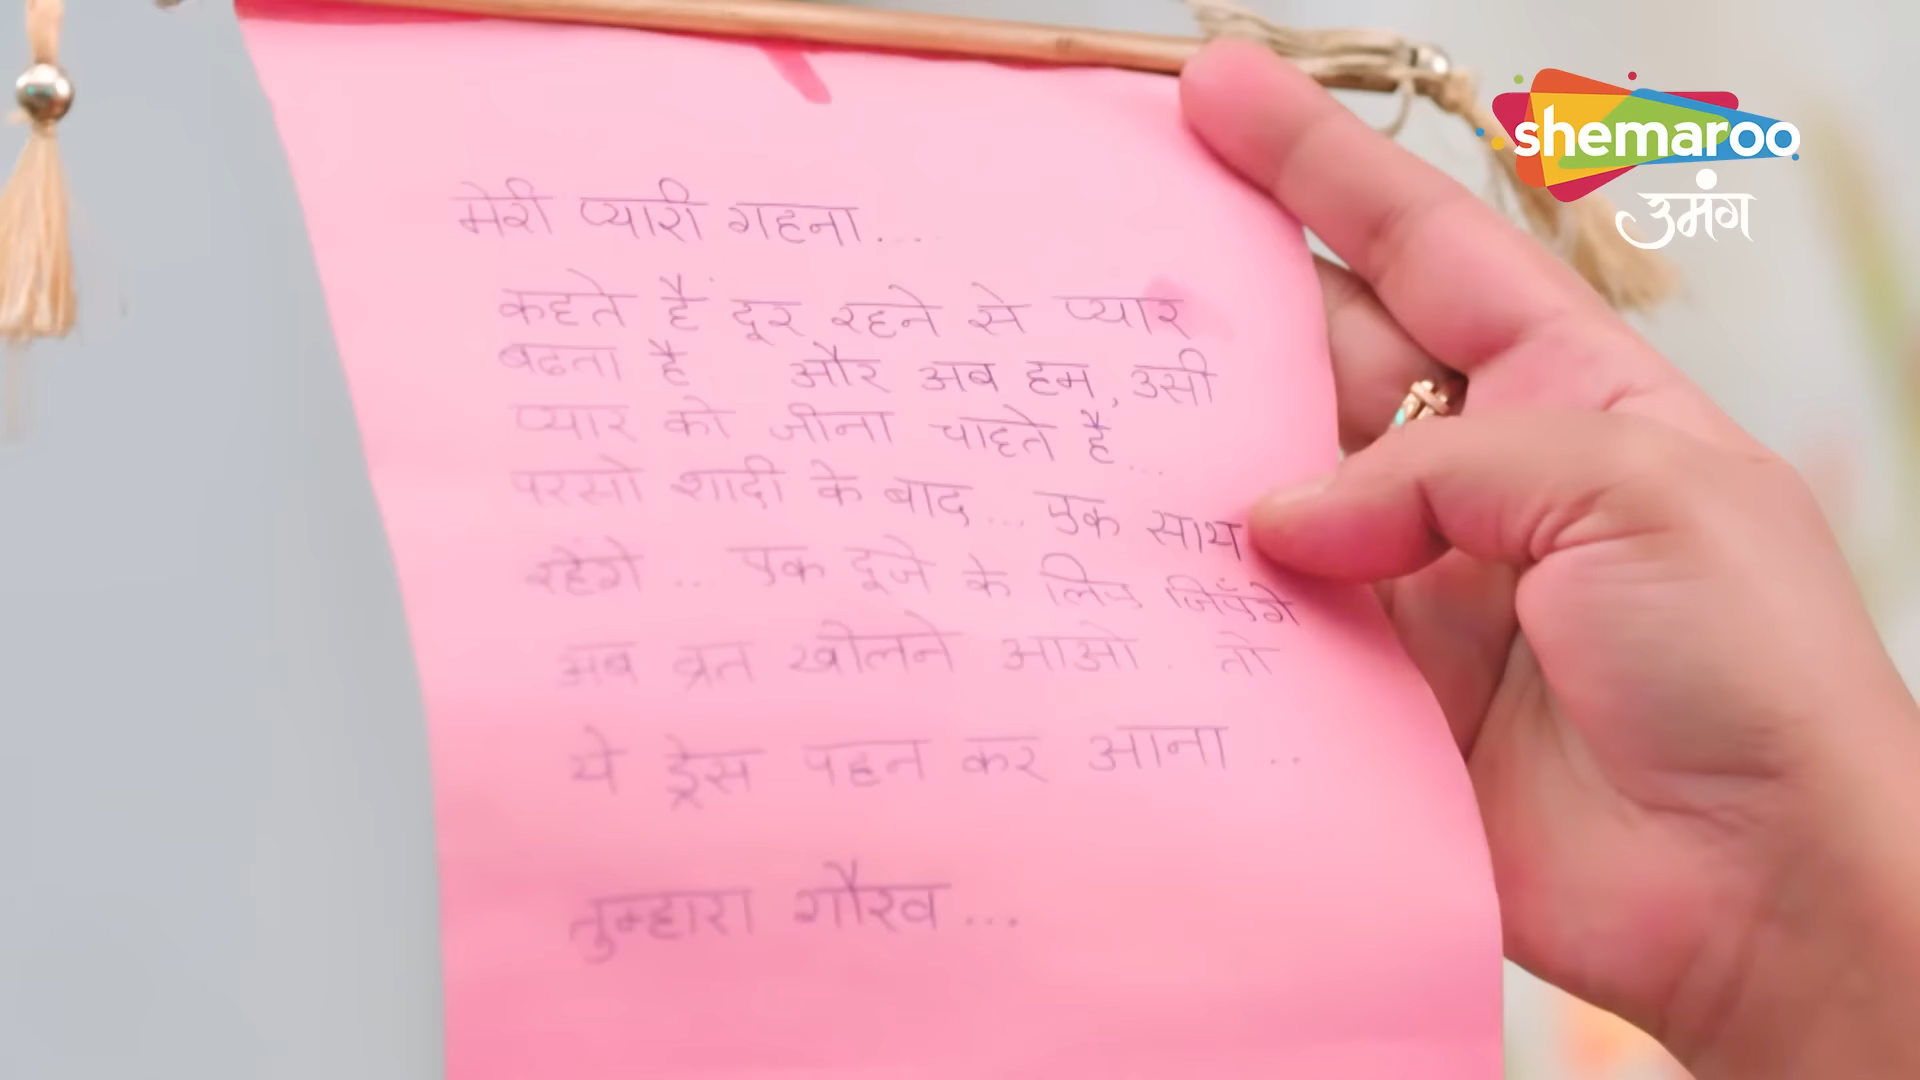 shemaroo
उमंग
मेरी प्यारी गहना....
कहते हैं दूर रहने से प्यार
बढता है और अब हम, उसी
प्यार को जीना चाहते है...
परसो शादी के बाद... एक साथ
रहेंगे .. एक दूजे के लिए जिएँगे
अब व्रत खोलने आओ. तो
ये ड्रेस पहन कर आना ..
तुम्हारा गौरव ...